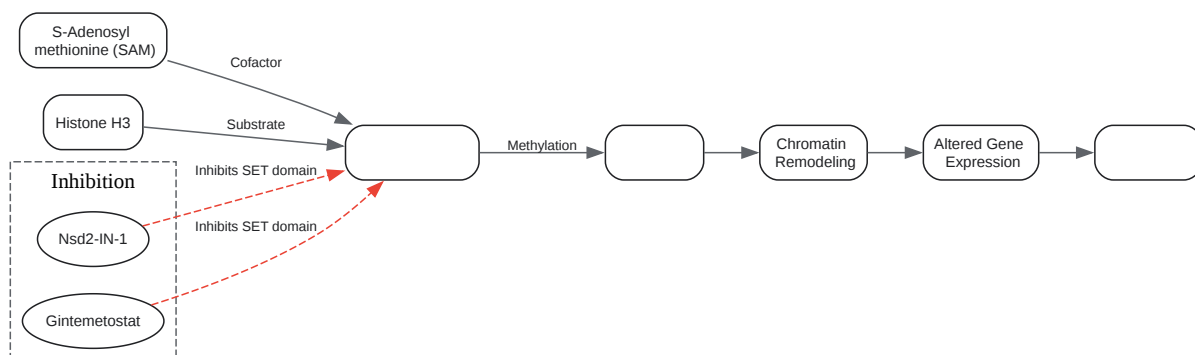 S-Adenosyl
methionine (SAM)
Cofactor
Histone H3
Substrate
Inhibition
Inhibits SET domain
Nsd2-IN-1
Inhibits SET domain
Gintemetostat
Methylation
Chromatin
Remodeling
Altered Gene
Expression